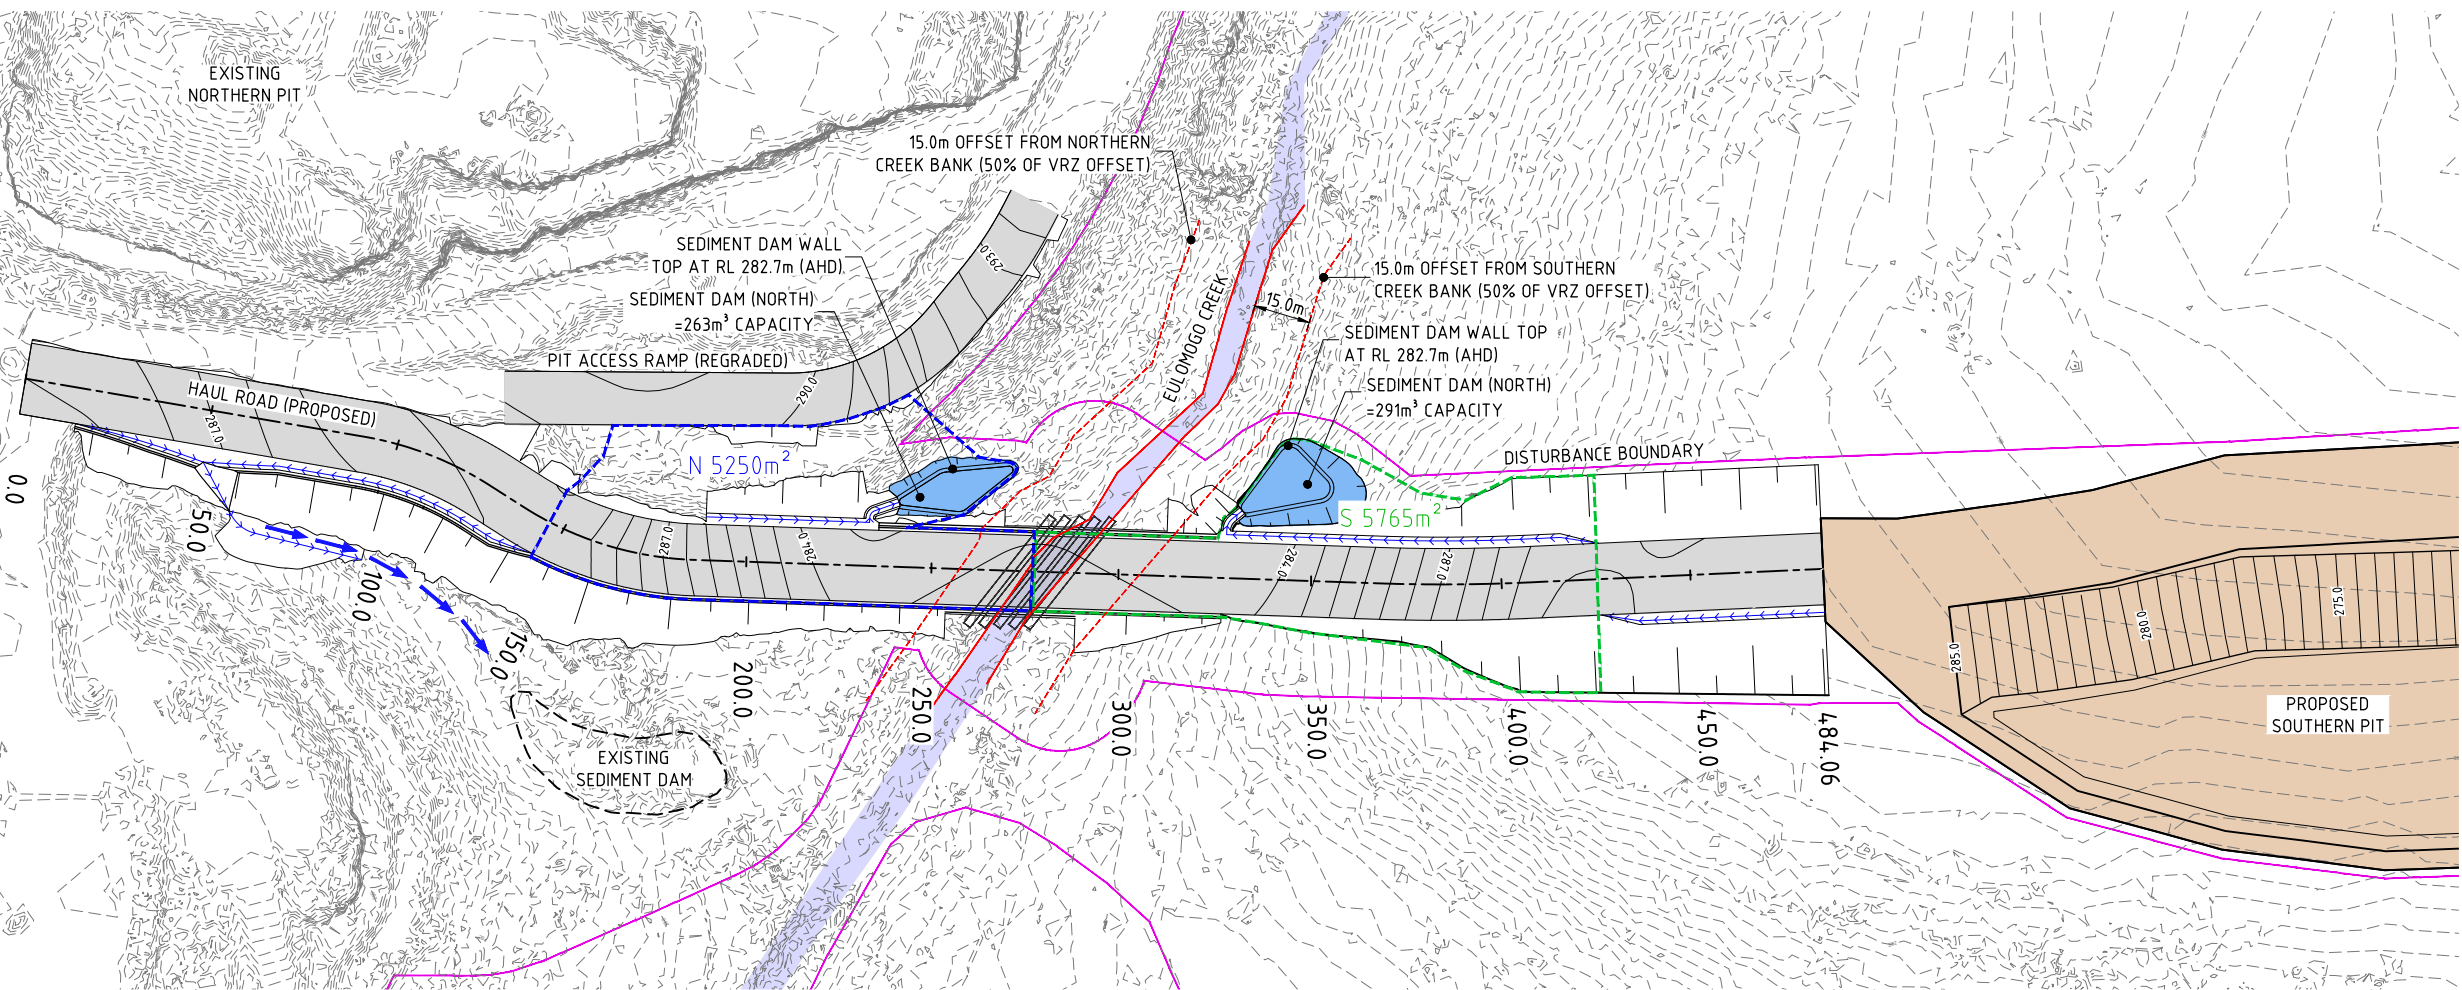 EXISTING
NORTHERN PIT
15.0m OFFSET FROM NORTHERN
CREEK BANK (50% OF VRZ OFFSET)
SEDIMENT DAM WALL
TOP AT RL 282.7m (AHD)
SEDIMENT DAM (NORTH)
=263m³ CAPACITY
293.0
15.0m OFFSET FROM SOUTHERN
CREEK BANK (50% OF VRZ OFFSET)
15.0m
EULOMOGO CREEK
SEDIMENT DAM WALL TOP
AT RL 282.7m (AHD)
SEDIMENT DAM (NORTH)
=291m³ CAPACITY
PIT ACCESS RAMP (REGRADED)
290.0
HAUL ROAD (PROPOSED)
287.0
N 5250m²
DISTURBANCE BOUNDARY
S 5765m²
287.0
284.0
284.0
287.0
0.0
50.0
100.0
150.0
200.0
250.0
300.0
350.0
400.0
450.0
484.06
285.0
280.0
275.0
EXISTING
SEDIMENT DAM
PROPOSED
SOUTHERN PIT